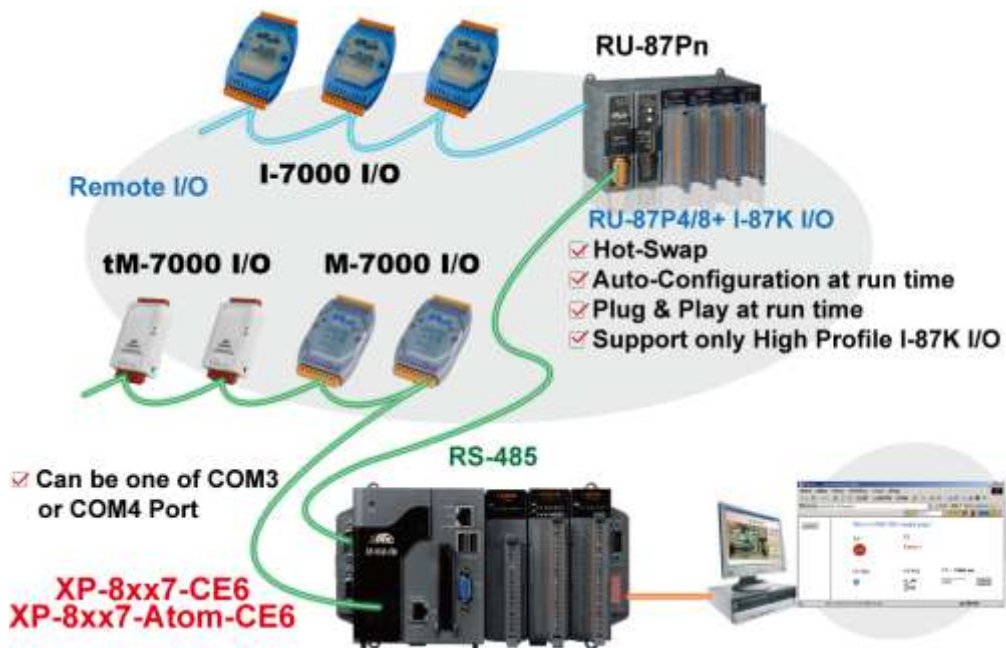 RU-87Pn
I-7000 I/O
Remote I/O
RU-87P4/8+ I-87K I/O
Hot-Swap
Auto-Configuration at run time
Plug & Play at run time
Support only High Profile I-87K I/O
tM-7000 I/O
M-7000 I/O
RS-485
Can be one of COM3
or COM4 Port
XP-8xx7-CE6
XP-8xx7-Atom-CE6